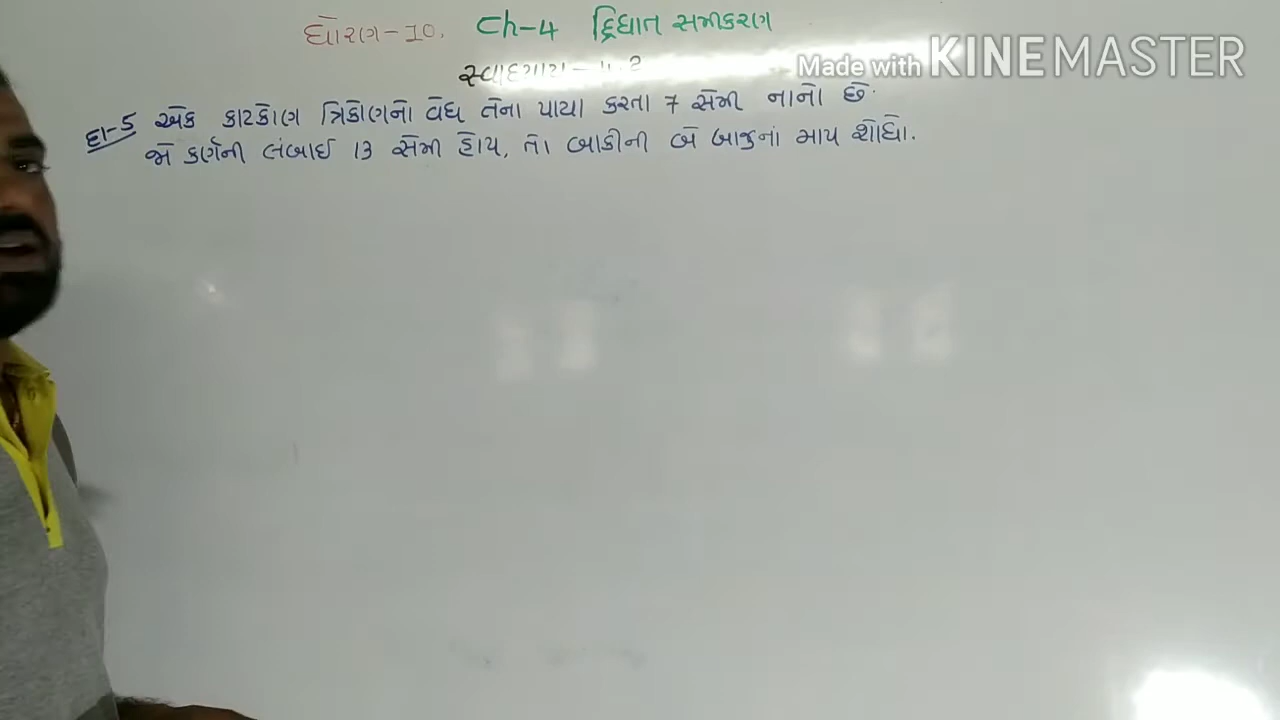 ધોરણ-10. Ch-4 દ્વિઘાત સમીકરણ
Made with KINEMASTER
સ્વાધ્યાય-
દા-5 એક કાટકોણ ત્રિકોણનો વેધ તેના પાયા કરતા 7 સેમી નાનો છે.
જો કર્ણની લંબાઈ 13 સેમી હોય, તો બાકીની બે બાજુનાં માપ શોધો.